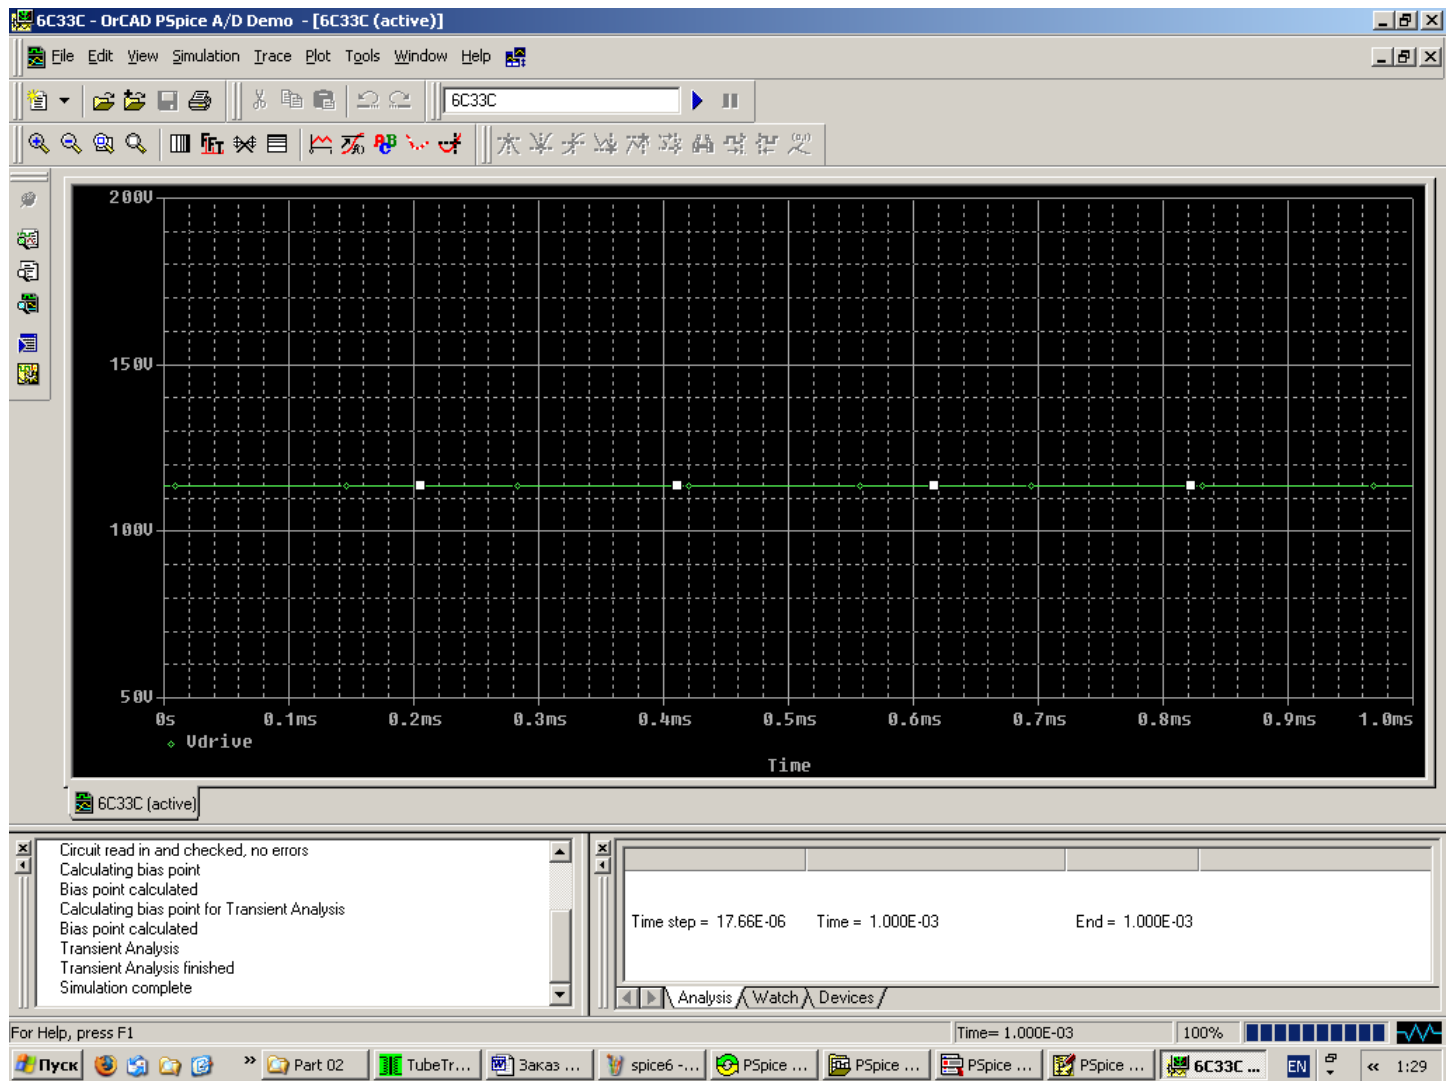 6C33C - OrCAD PSpice A/D Demo - [6C33C (active)]
File Edit View Simulation Trace Plot Tools Window Help
6C33C
200V
150V
100V
50V
0s 0.1ms 0.2ms 0.3ms 0.4ms 0.5ms 0.6ms 0.7ms 0.8ms 0.9ms 1.0ms
Vdrive
Time
6C33C (active)
Circuit read in and checked, no errors
Calculating bias point
Bias point calculated
Calculating bias point for Transient Analysis
Bias point calculated
Transient Analysis
Transient Analysis finished
Simulation complete
Time step = 17.66E-06 Time = 1.000E-03 End = 1.000E-03
Analysis Watch Devices
For Help, press F1 Time= 1.000E-03 100%
Пуск » Part 02 TubeTr... Заказ ... spice6 -... PSpice ... PSpice ... PSpice ... PSpice ... 6C33C ... EN « 1:29